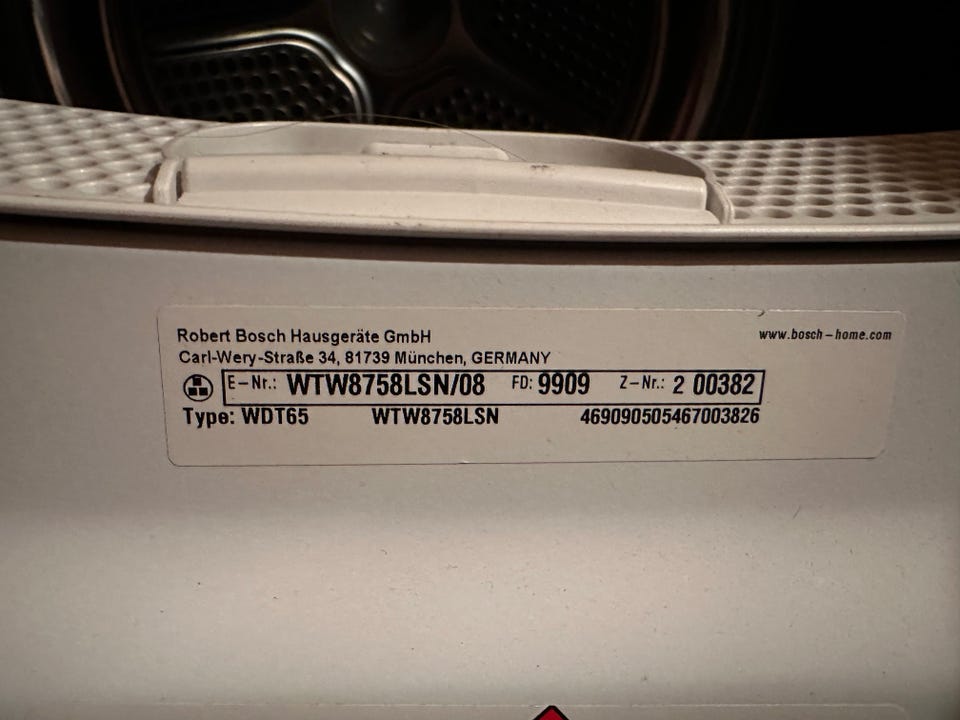 Robert Bosch Hausgeräte GmbH
www.bosch-home.com
Carl-Wery-Straße 34, 81739 München, GERMANY
E-Nr.: WTW8758LSN/08 FD: 9909 Z-Nr.: 2 00382
Type: WDT65 WTW8758LSN 469090505467003826